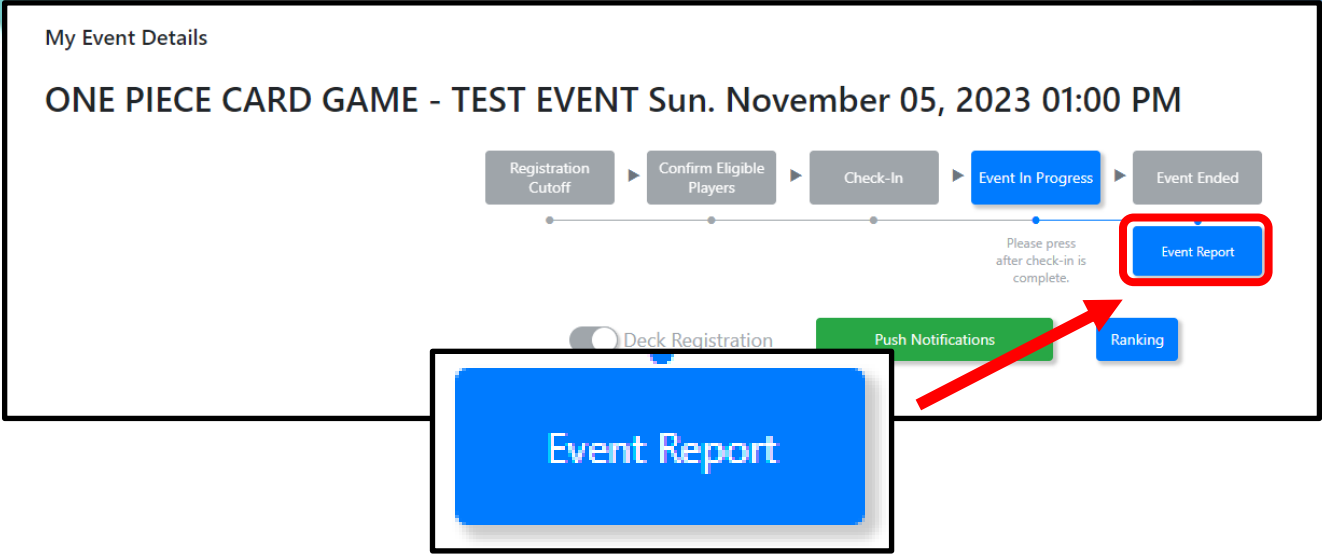 My Event Details
ONE PIECE CARD GAME - TEST EVENT Sun. November 05, 2023 01:00 PM
Registration
Cutoff
Confirm Eligible
Players
Check-In
Event In Progress
Event Ended
Please press
after check-in is
complete.
Event Report
Deck Registration
Push Notifications
Ranking
Event Report